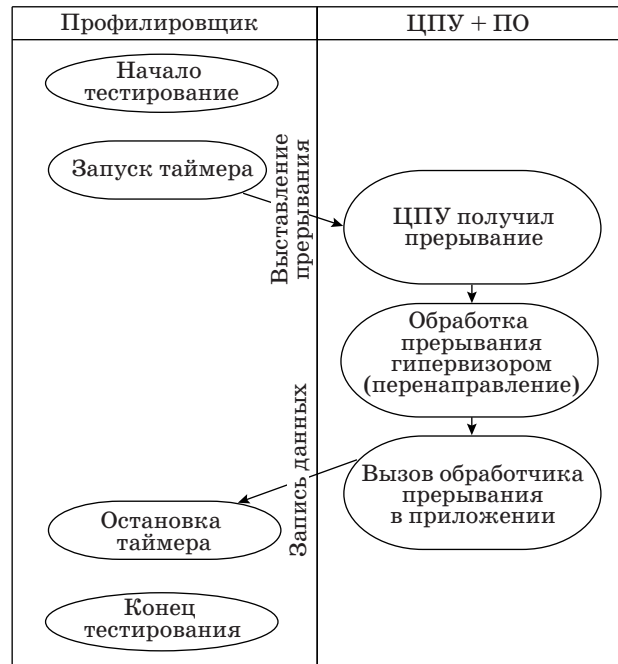 Профилировщик
ЦПУ + ПО
Начало
тестирование
Запуск таймера
Выставление
прерывания
ЦПУ получил
прерывание
Обработка
прерывания
гипервизором
(перенаправление)
Запись данных
Вызов обработчика
прерывания
в приложении
Остановка
таймера
Конец
тестирования